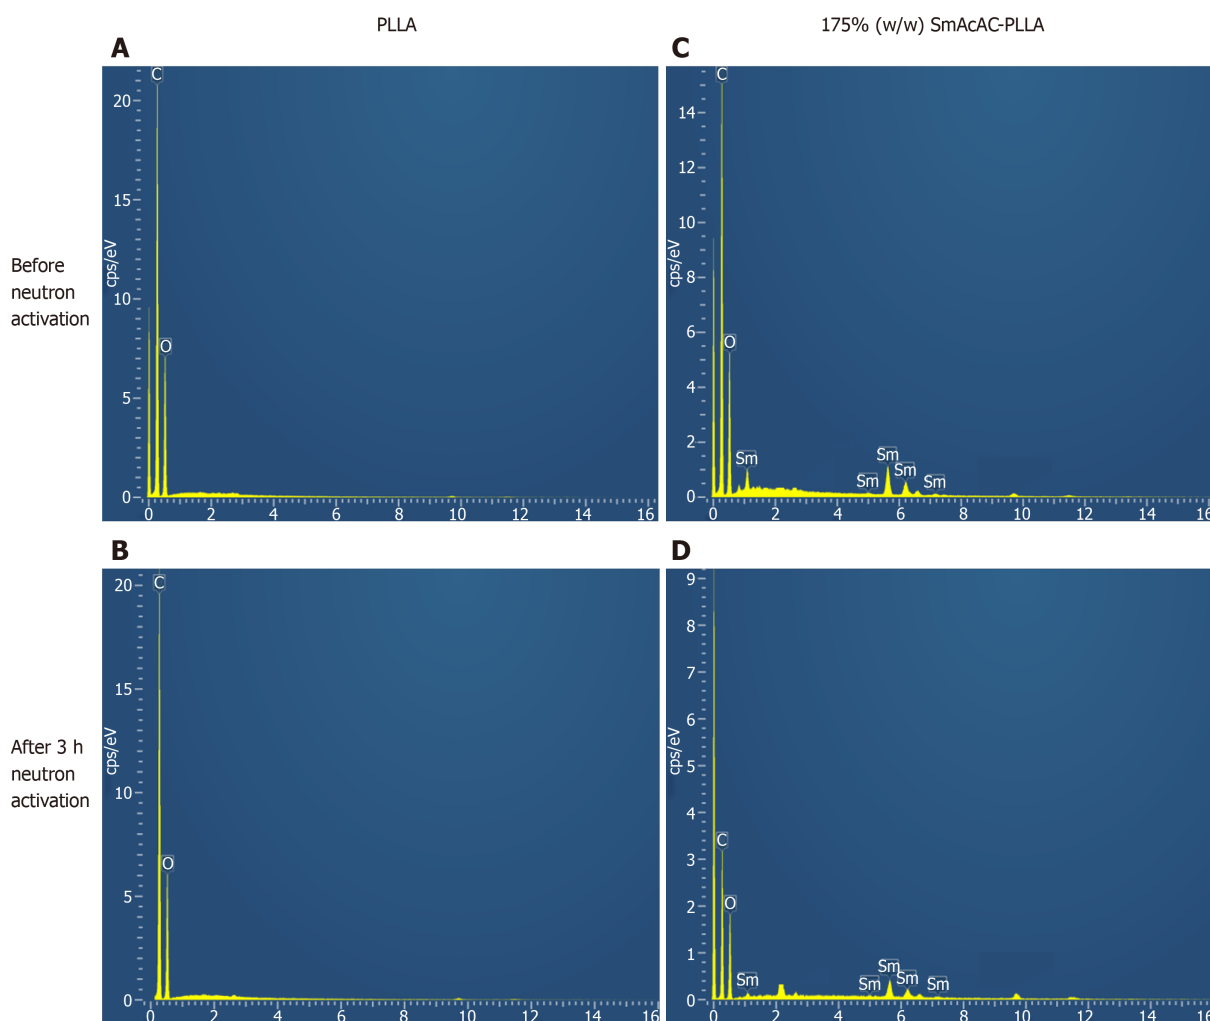 PLLA
175% (w/w) SmAcAC-PLLA
A
C
Before
neutron
activation
cps/eV
20
15
10
5
0
C
O
0 2 4 6 8 10 12 14 16
cps/eV
14
12
10
8
6
4
2
0
C
O
Sm
Sm
Sm
Sm
Sm
0 2 4 6 8 10 12 14 16
B
D
After 3 h
neutron
activation
cps/eV
20
15
10
5
0
C
O
0 2 4 6 8 10 12 14 16
cps/eV
9
8
7
6
5
4
3
2
1
0
C
O
Sm
Sm
Sm
Sm
Sm
0 2 4 6 8 10 12 14 16